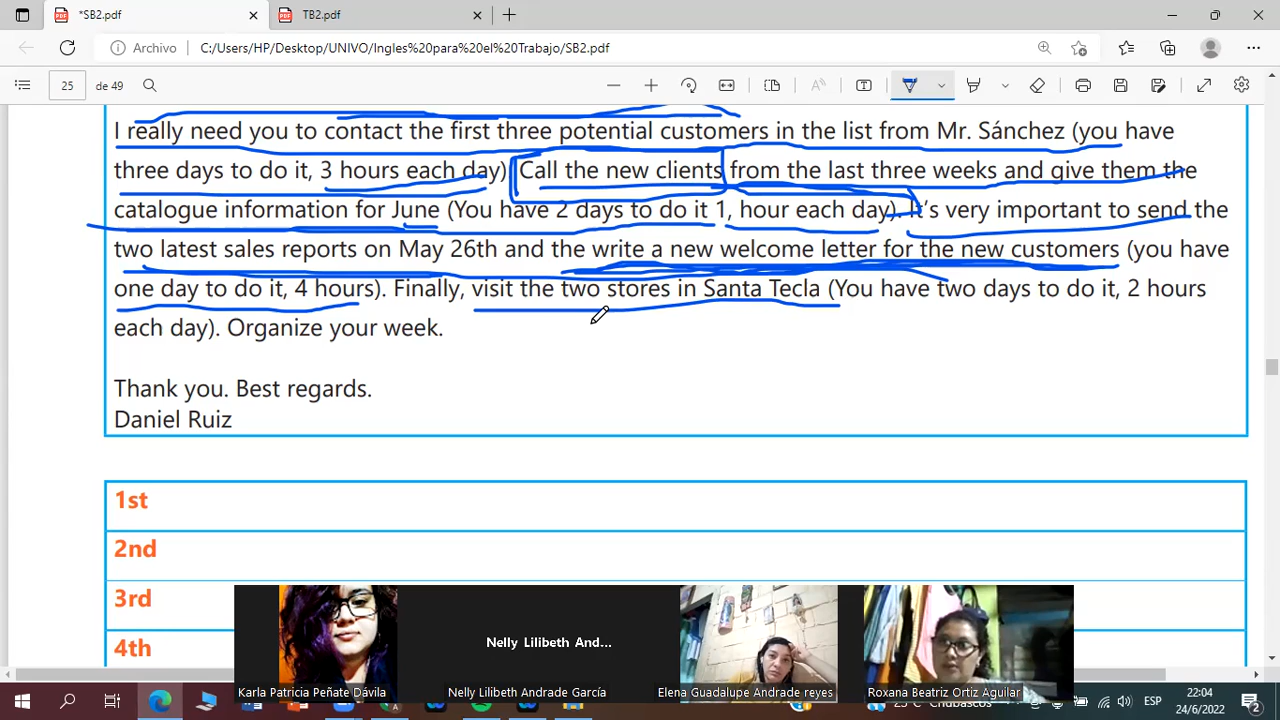 *SB2.pdf
TB2.pdf
Archivo
C:/Users/HP/Desktop/UNIVO/Ingles%20para%20el%20Trabajo/SB2.pdf
25 de 49
I really need you to contact the first three potential customers in the list from Mr. Sánchez (you have
three days to do it, 3 hours each day) Call the new clients from the last three weeks and give them the
catalogue information for June (You have 2 days to do it 1, hour each day). It's very important to send the
two latest sales reports on May 26th and the write a new welcome letter for the new customers (you have
one day to do it, 4 hours). Finally, visit the two stores in Santa Tecla (You have two days to do it, 2 hours
each day). Organize your week.
Thank you. Best regards.
Daniel Ruiz
1st
2nd
3rd
4th
Nelly Lilibeth And...
Karla Patricia Peñate Dávila
Nelly Lilibeth Andrade García
Elena Guadalupe Andrade reyes
Roxana Beatriz Ortiz Aguilar
23°C Chubascos
ESP
22:04
24/6/2022
2